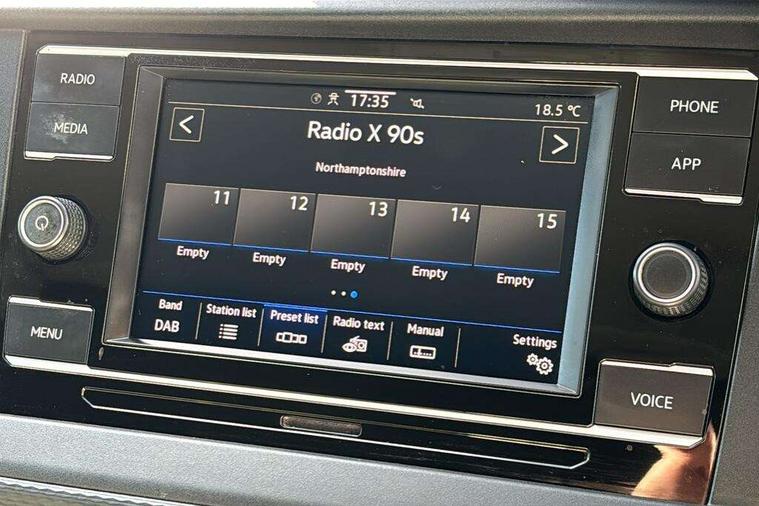 RADIO
MEDIA
MENU
17:35
18.5 °C
Radio X 90s
Northamptonshire
11 12 13 14 15
Empty Empty Empty Empty Empty
Band Station list Preset list Radio text Manual Settings
DAB
PHONE
APP
VOICE